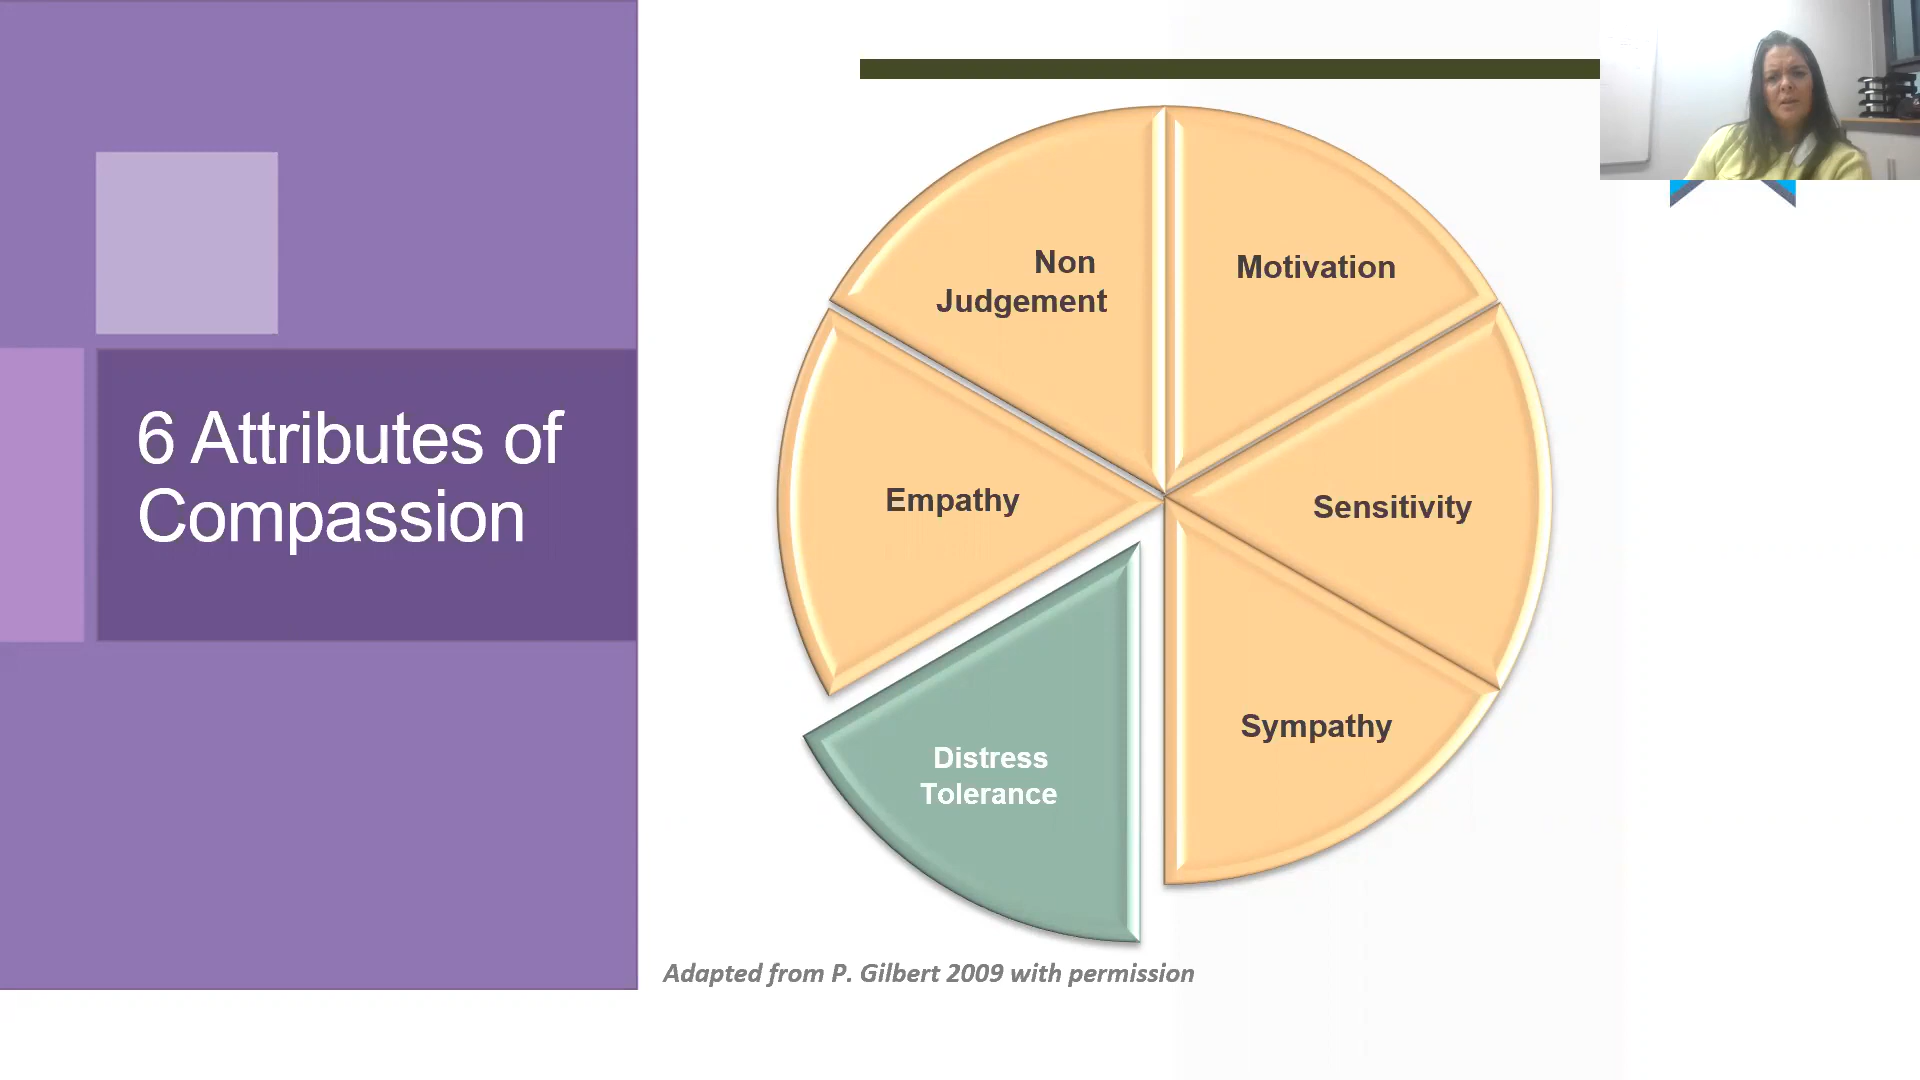 6 Attributes of
Compassion
Non
Judgement
Motivation
Empathy
Sensitivity
Distress
Tolerance
Sympathy
Adapted from P. Gilbert 2009 with permission